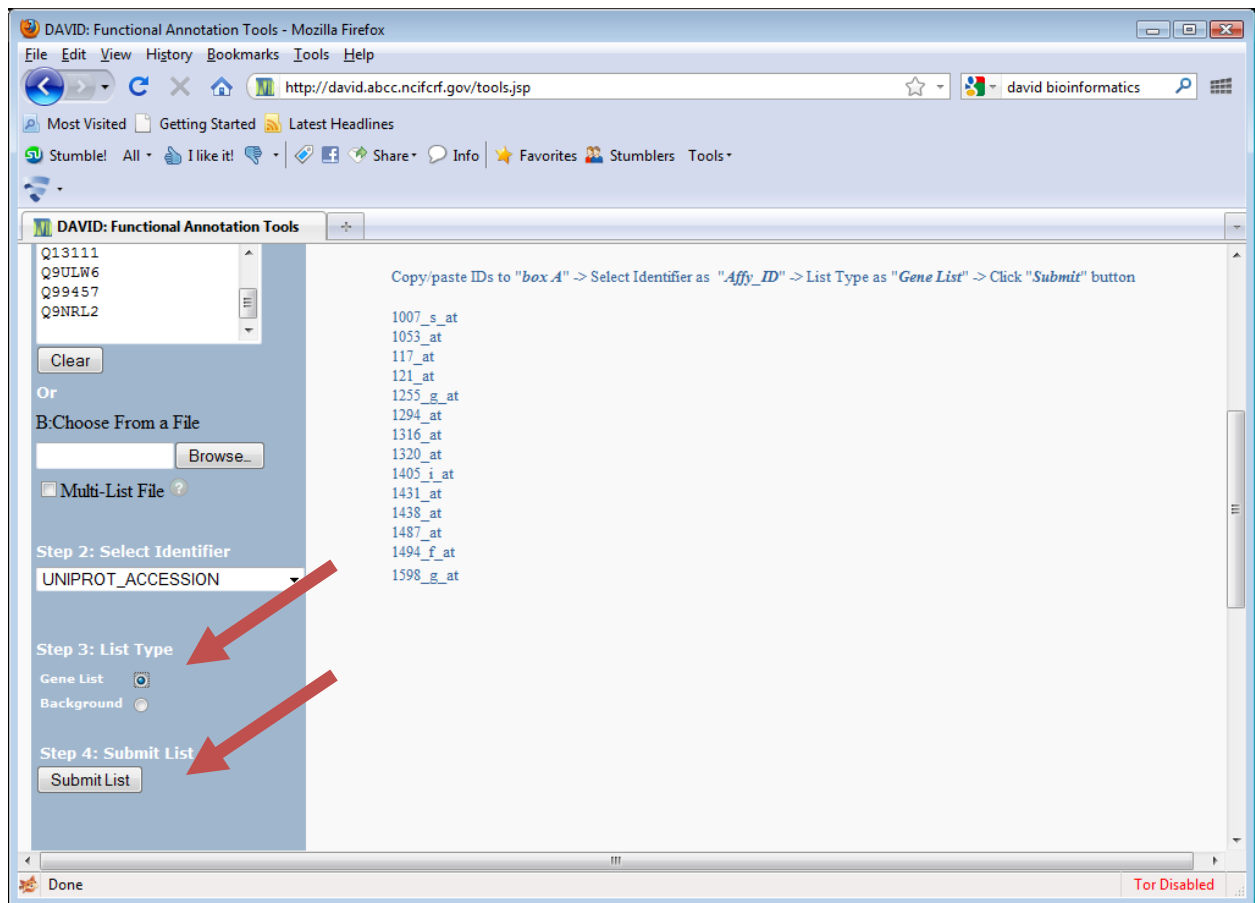 DAVID: Functional Annotation Tools - Mozilla Firefox
File Edit View History Bookmarks Tools Help
http://david.abcc.ncifcrf.gov/tools.jsp
david bioinformatics
Most Visited Getting Started Latest Headlines
Stumble! All I like it! Share Info Favorites Stumblers Tools
DAVID: Functional Annotation Tools
Q13111
Q9ULW6
Q99457
Q9NRL2
Clear
Or
B:Choose From a File
Browse…
Multi-List File ?
Step 2: Select Identifier
UNIPROT_ACCESSION
Step 3: List Type
Gene List
Background
Step 4: Submit List
Submit List
Copy/paste IDs to "box A" -> Select Identifier as "Affy_ID" -> List Type as "Gene List" -> Click "Submit" button
1007_s_at
1053_at
117_at
121_at
1255_g_at
1294_at
1316_at
1320_at
1405_i_at
1431_at
1438_at
1487_at
1494_f_at
1598_g_at
Done
Tor Disabled